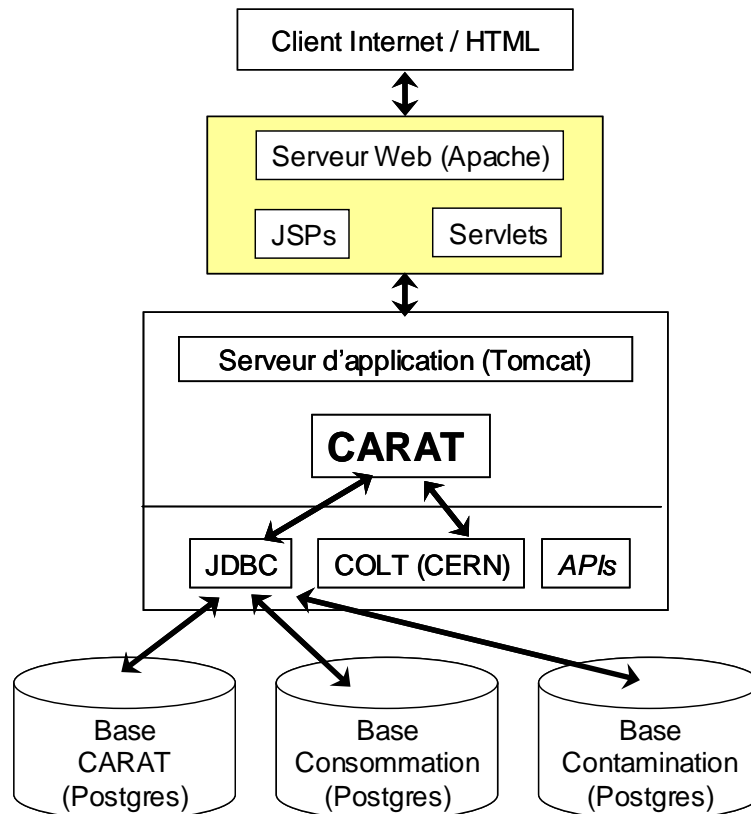 Client Internet / HTML
Serveur Web (Apache)
JSPs
Servlets
Serveur d’application (Tomcat)
CARAT
JDBC
COLT (CERN)
APIs
Base
CARAT
(Postgres)
Base
Consommation
(Postgres)
Base
Contamination
(Postgres)